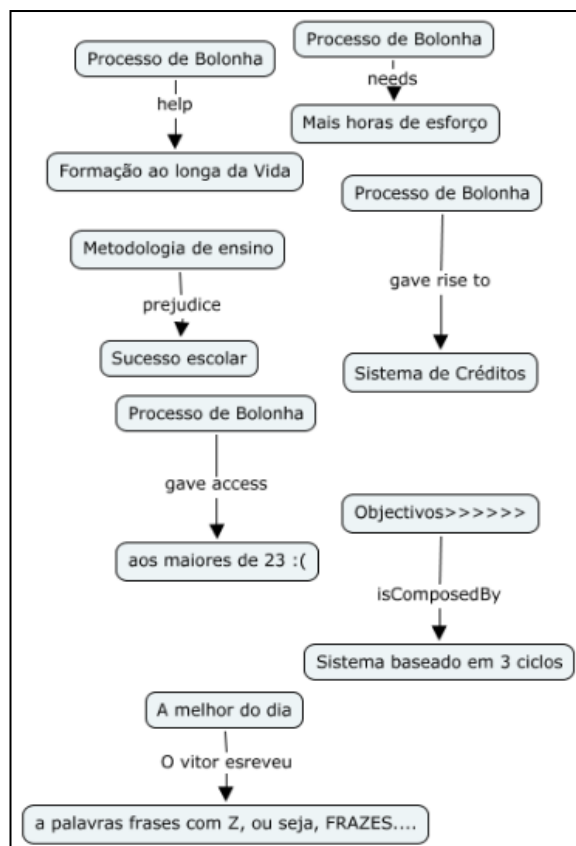 Processo de Bolonha
help
Formação ao longa da Vida
Processo de Bolonha
needs
Mais horas de esforço
Processo de Bolonha
gave rise to
Sistema de Créditos
Metodologia de ensino
prejudice
Sucesso escolar
Processo de Bolonha
gave access
aos maiores de 23 :(
Objectivos>>>>>>
isComposedBy
Sistema baseado em 3 ciclos
A melhor do dia
O vitor esreveu
a palavras frases com Z, ou seja, FRAZES....